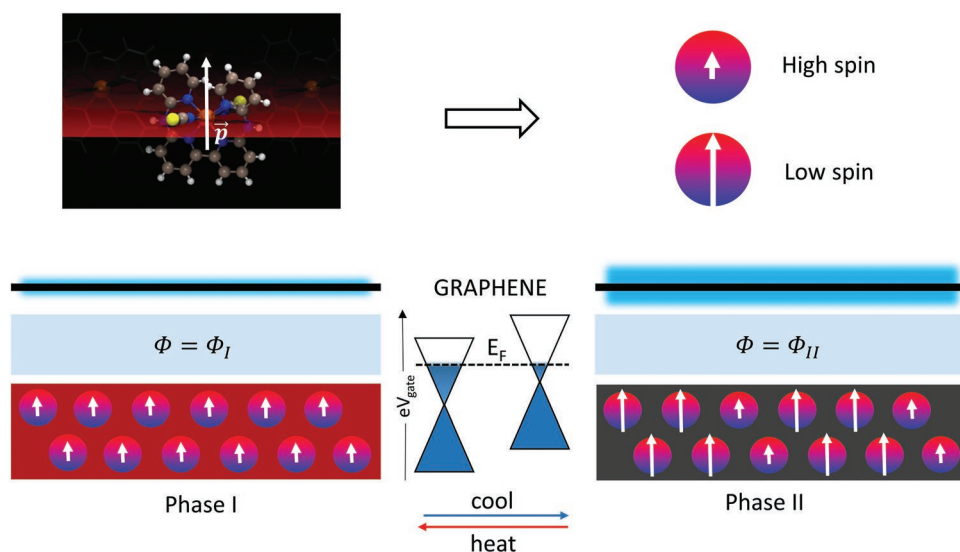 p⃗
High spin
Low spin
GRAPHENE
Φ = Φ_I
E_F
Φ = Φ_II
eV_gate
Phase I
cool
heat
Phase II